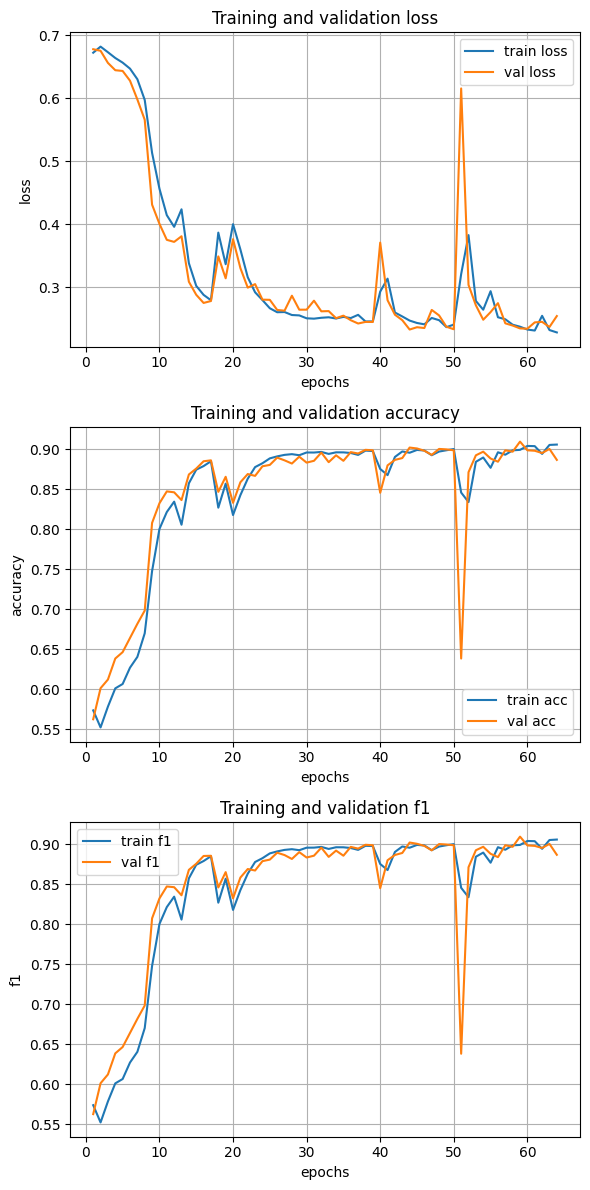 Training and validation loss
0.7
0.6
0.5
0.4
0.3
loss
train loss
val loss
0 10 20 30 40 50 60
epochs
Training and validation accuracy
0.90
0.85
0.80
0.75
0.70
0.65
0.60
0.55
accuracy
train acc
val acc
0 10 20 30 40 50 60
epochs
Training and validation f1
train f1
val f1
0.90
0.85
0.80
0.75
0.70
0.65
0.60
0.55
f1
0 10 20 30 40 50 60
epochs